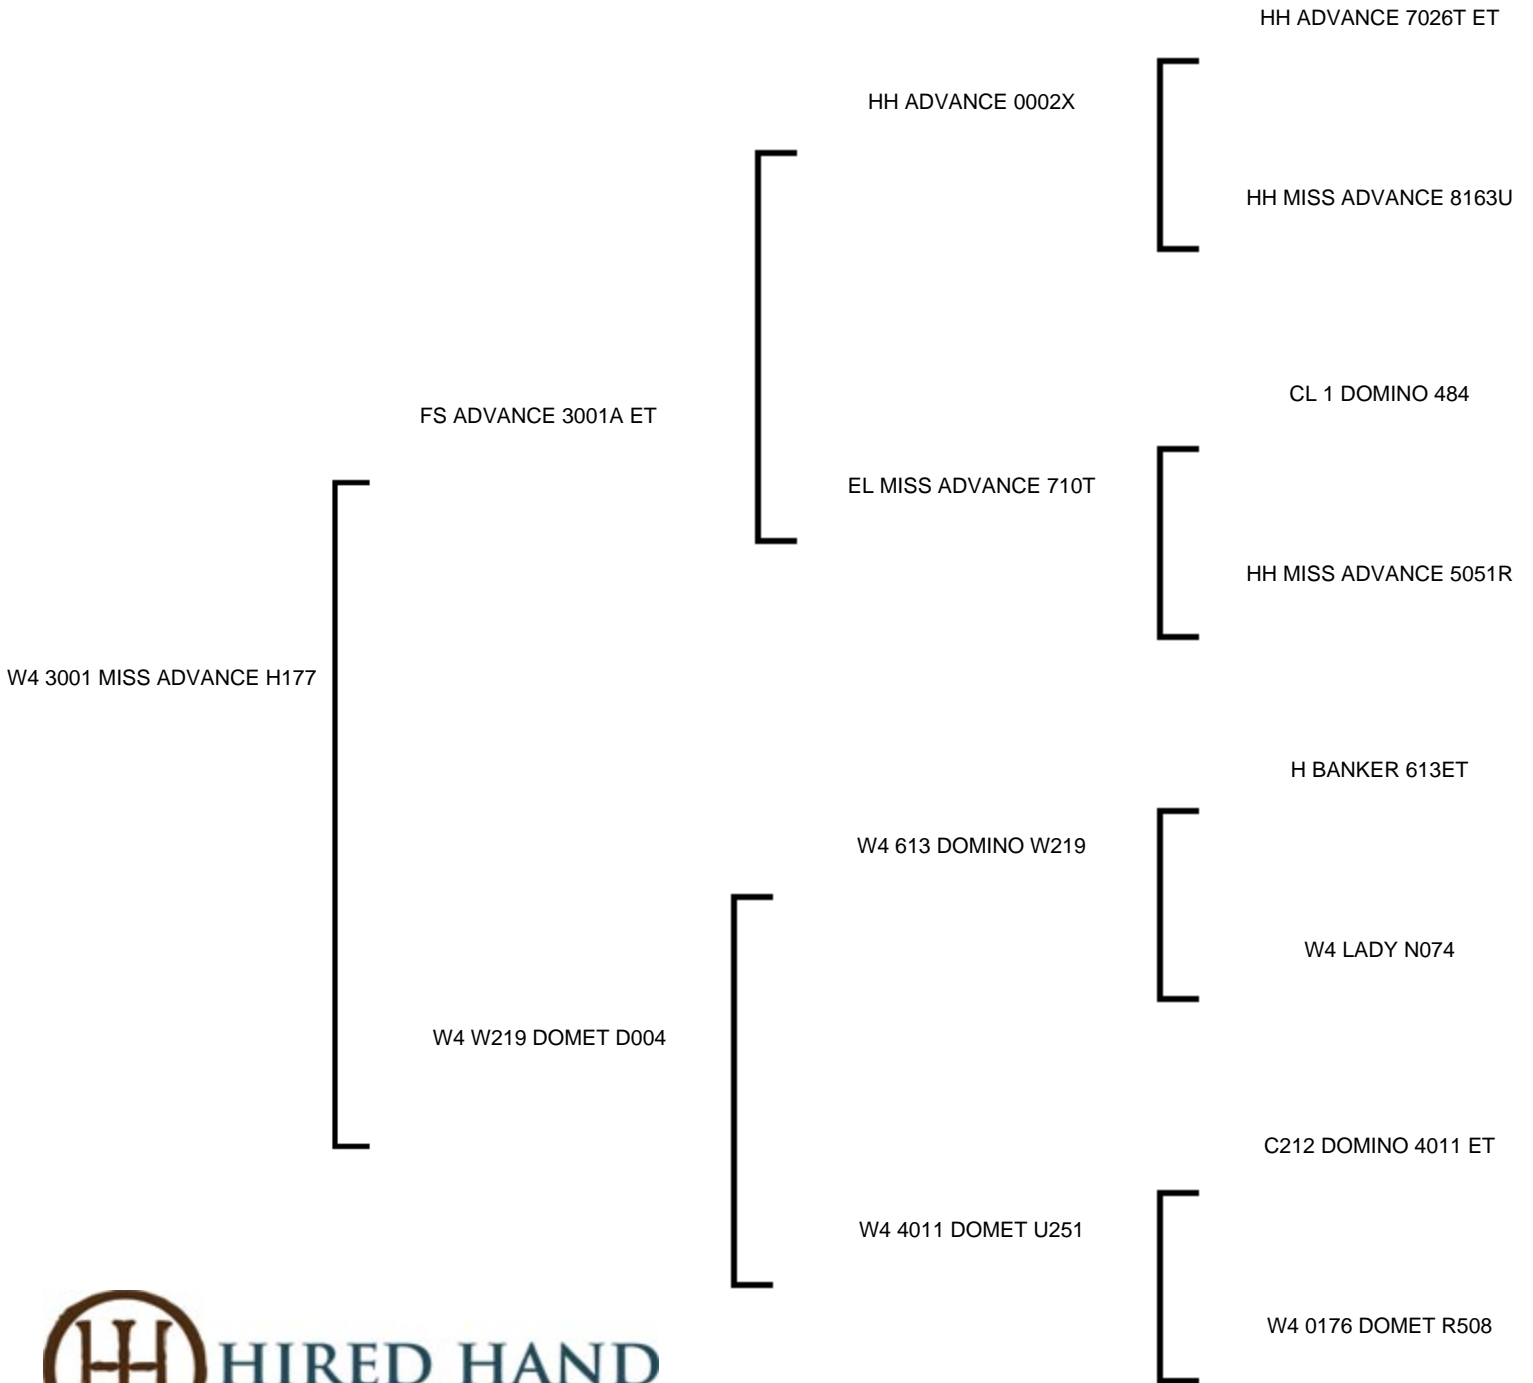 HH ADVANCE 7026T ET
HH ADVANCE 0002X
HH MISS ADVANCE 8163U
CL 1 DOMINO 484
FS ADVANCE 3001A ET
EL MISS ADVANCE 710T
HH MISS ADVANCE 5051R
W4 3001 MISS ADVANCE H177
H BANKER 613ET
W4 613 DOMINO W219
W4 LADY N074
W4 W219 DOMET D004
C212 DOMINO 4011 ET
W4 4011 DOMET U251
W4 0176 DOMET R508
HIRED HAND